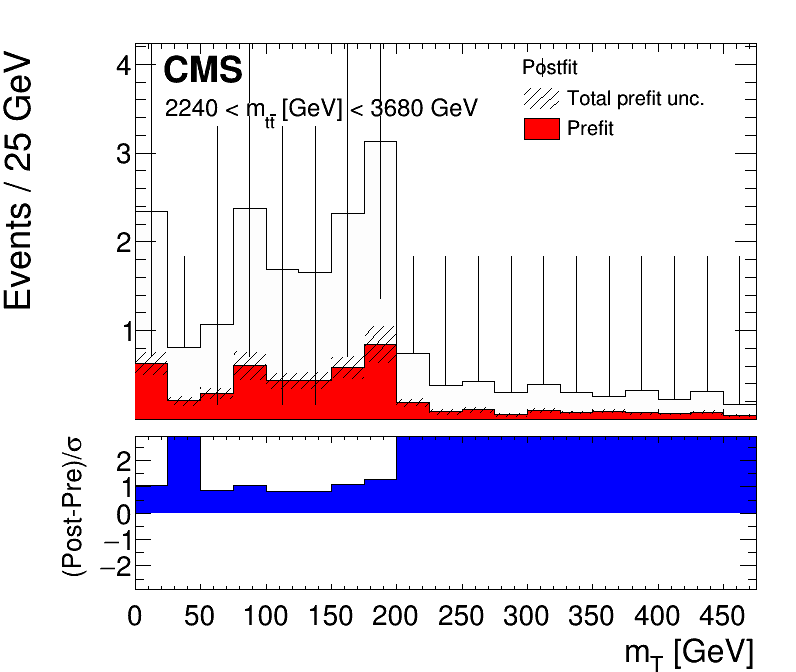 Events / 25 GeV
4
3
2
1
CMS
2240 < m_tt̄ [GeV] < 3680 GeV
Postfit
Total prefit unc.
Prefit
(Post-Pre)/σ
2
1
0
−1
−2
0 50 100 150 200 250 300 350 400 450
m_T [GeV]